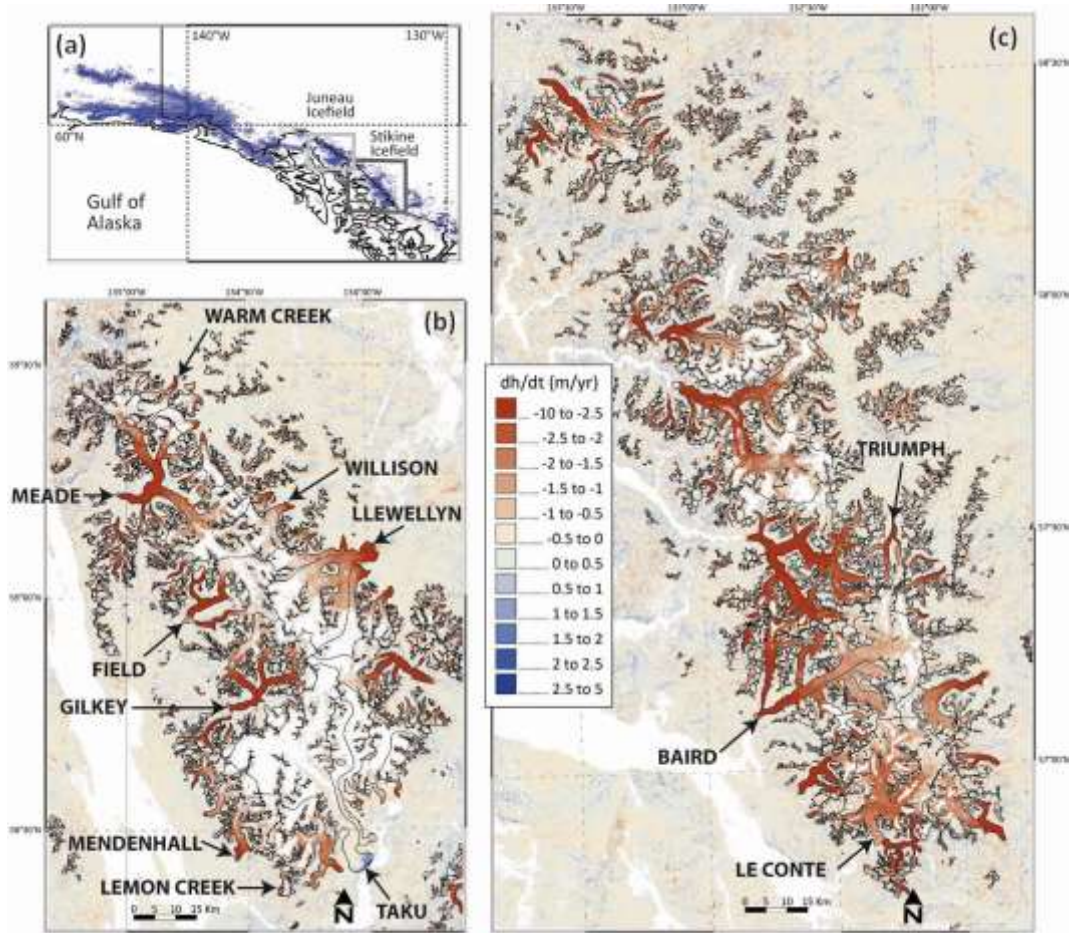 (a)
140°W
130°W
Juneau
Icefield
Stikine
Icefield
60°N
Gulf of
Alaska
(b)
WARM CREEK
WILLISON
MEADE
LLEWELLYN
FIELD
GILKEY
MENDENHALL
LEMON CREEK
TAKU
0 5 10 15 Km
N
dh/dt (m/yr)
-10 to -2.5
-2.5 to -2
-2 to -1.5
-1.5 to -1
-1 to -0.5
-0.5 to 0
0 to 0.5
0.5 to 1
1 to 1.5
1.5 to 2
2 to 2.5
2.5 to 5
(c)
TRIUMPH
BAIRD
LE CONTE
0 5 10 15 Km
N